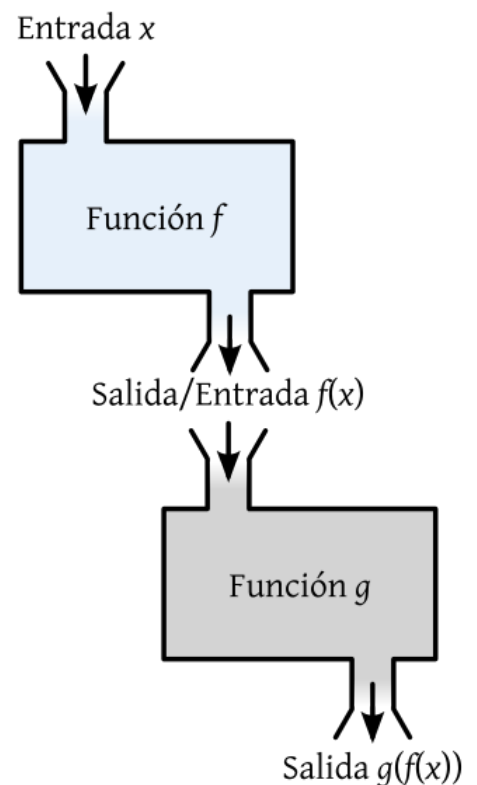 Entrada x
Función f
Salida/Entrada f(x)
Función g
Salida g(f(x))